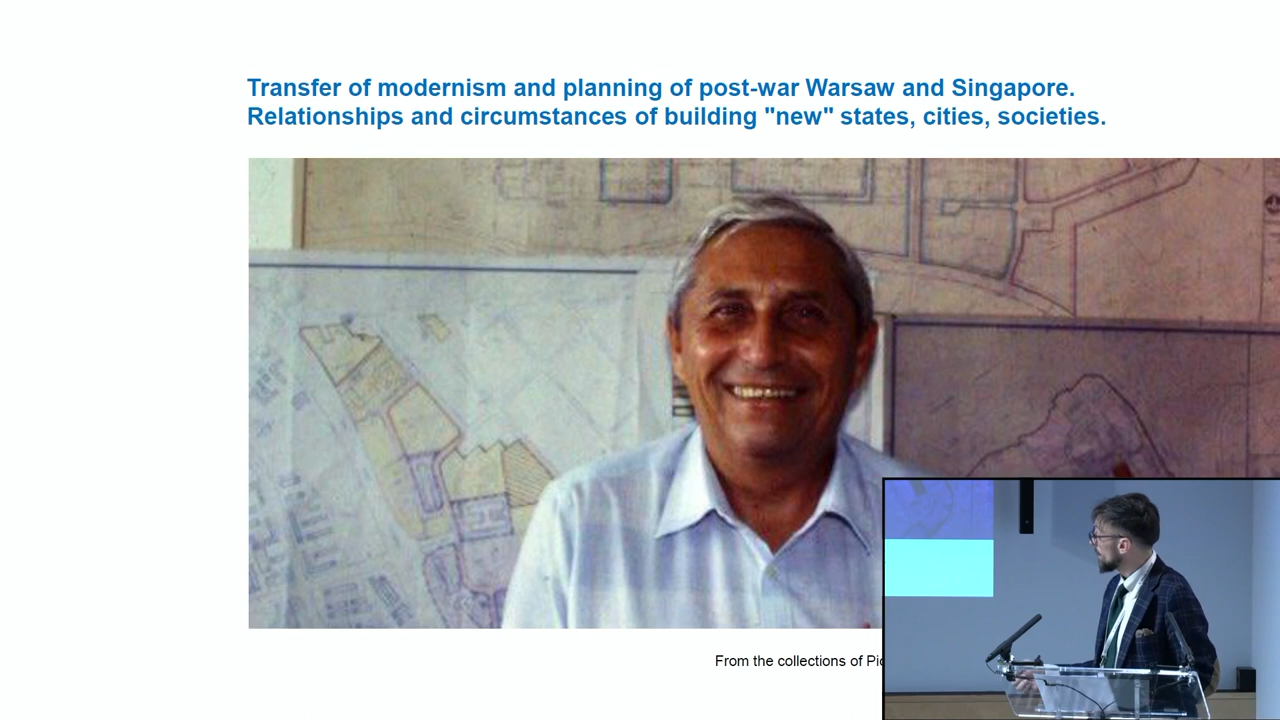 Transfer of modernism and planning of post-war Warsaw and Singapore.
Relationships and circumstances of building "new" states, cities, societies.
From the collections of